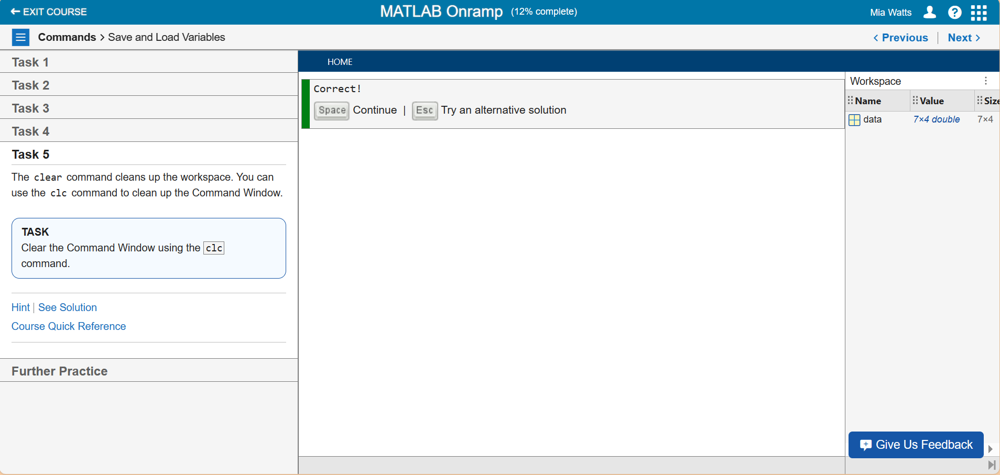 EXIT COURSE
MATLAB Onramp (12% complete)
Mia Watts
Commands > Save and Load Variables
< Previous | Next >
Task 1
Task 2
Task 3
Task 4
Task 5
The clear command cleans up the workspace. You can
use the clc command to clean up the Command Window.
TASK
Clear the Command Window using the clc
command.
Hint | See Solution
Course Quick Reference
Further Practice
HOME
Correct!
Space Continue | Esc Try an alternative solution
Workspace
Name Value Size
data 7×4 double 7×4
Give Us Feedback